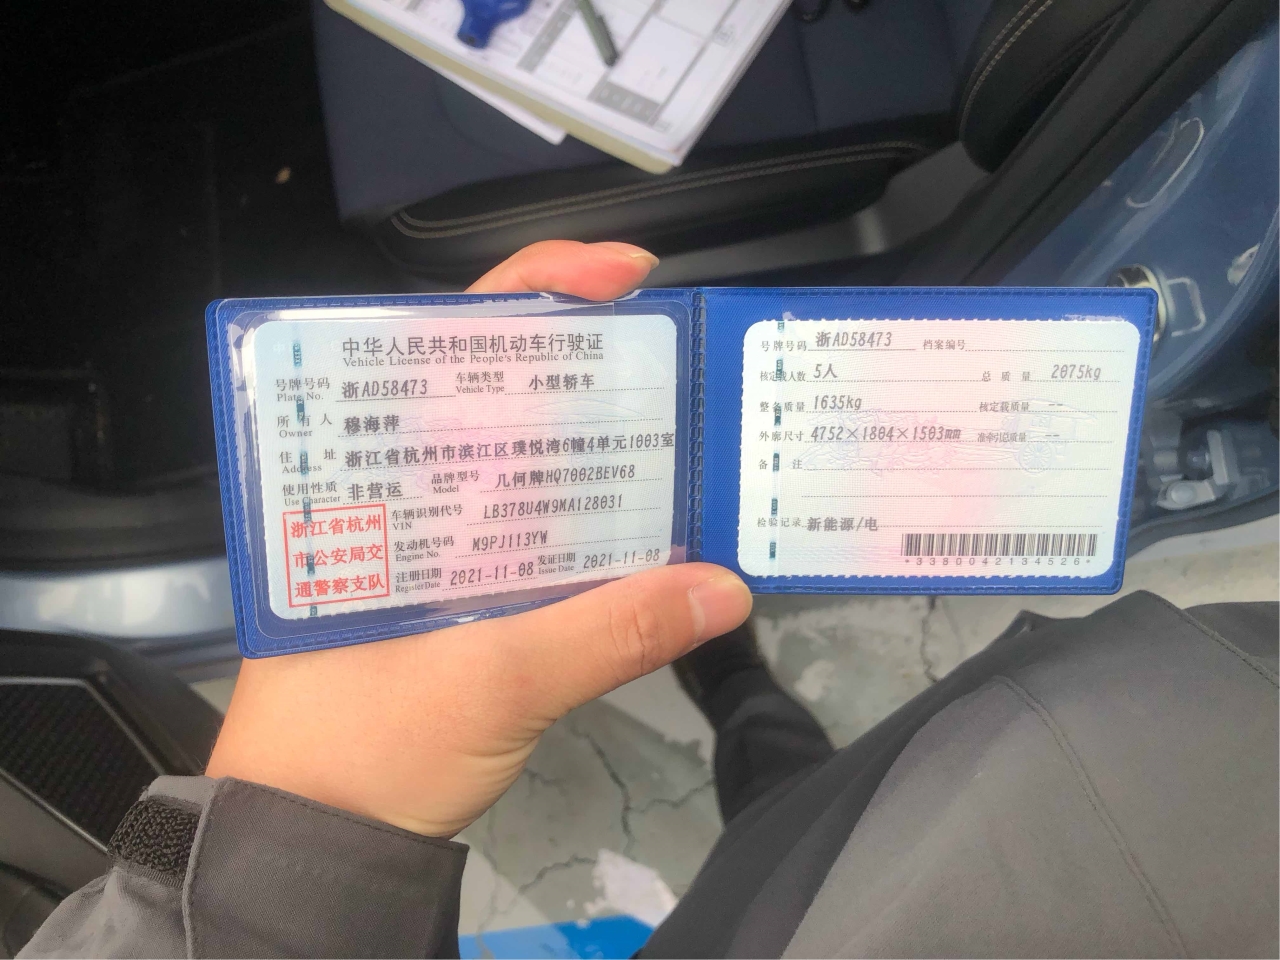 中华人民共和国机动车行驶证
Vehicle License of the People's Republic of China
号牌号码 浙AD58473 车辆类型 小型轿车
Plate No. Vehicle Type
所有人 穆海萍
Owner
住址 浙江省杭州市滨江区璞悦湾6幢4单元1003室
Address
使用性质 非营运 品牌型号 几何牌HQ7002BEV68
Use Character Model
浙江省杭州
市公安局交
通警察支队
车辆识别代号 LB378U4W9MA128031
VIN
发动机号码 M9PJ113YW
Engine No.
注册日期 2021-11-08 发证日期 2021-11-08
Register Date Issue Date
号牌号码 浙AD58473 档案编号
核定载人数 5人 总质量 2075kg
整备质量 1635kg 核定载质量 --
外廓尺寸 4752×1804×1503mm 准牵引总质量 --
备注
检验记录 新能源/电
*3380042134526*